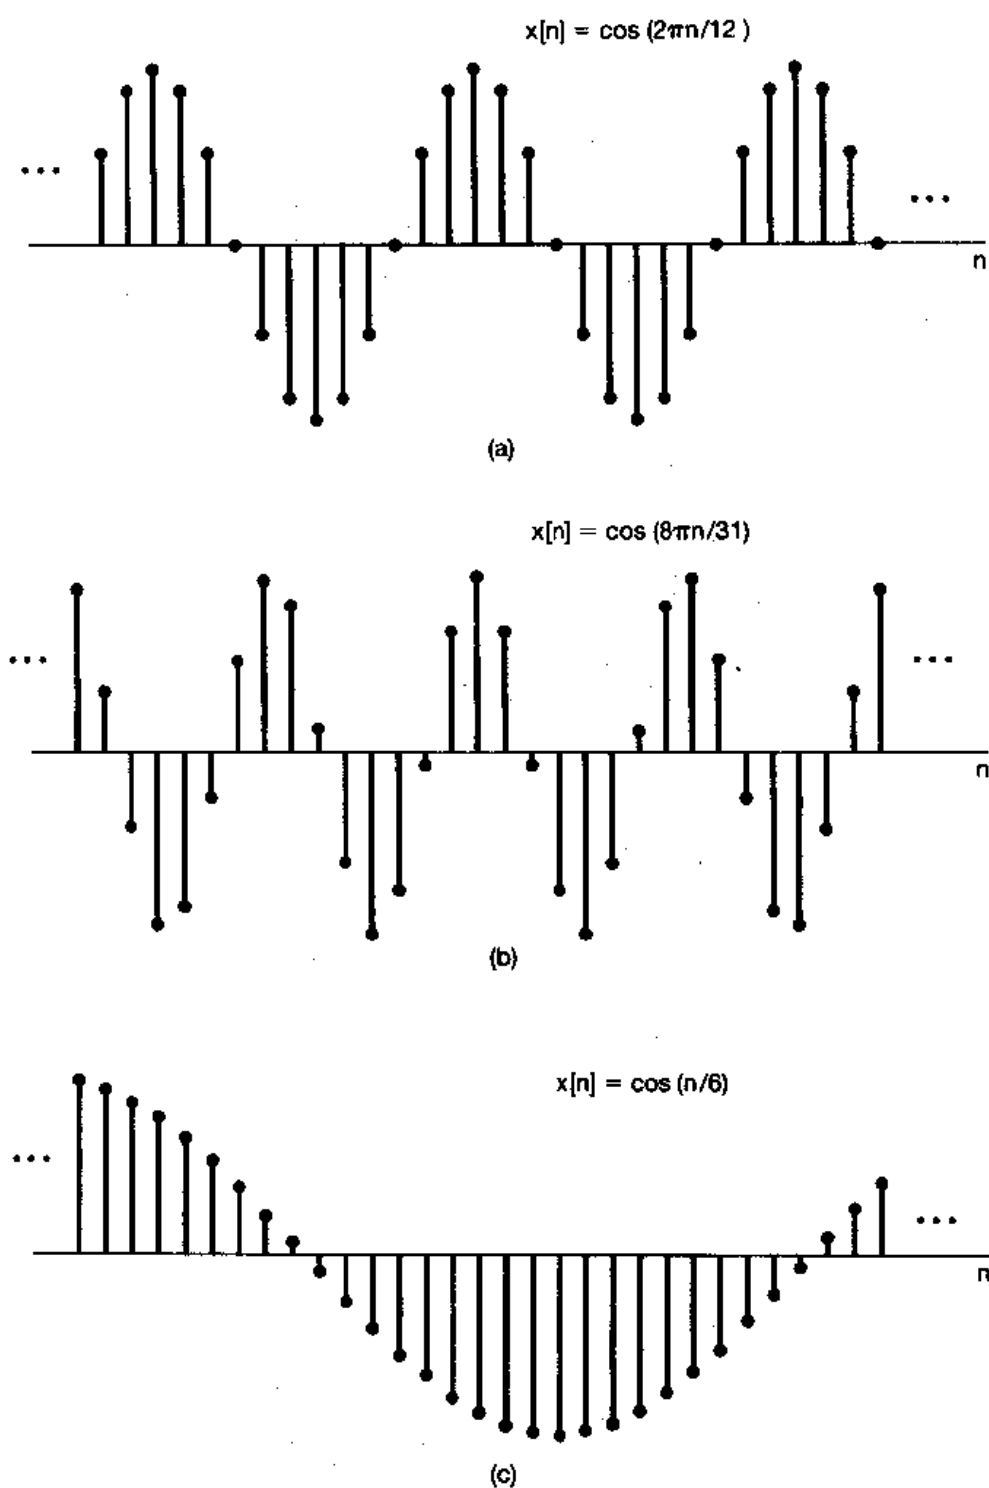 x[n] = cos (2πn/12 )
...
...
n
(a)
x[n] = cos (8πn/31)
...
...
n
(b)
x[n] = cos (n/6)
...
...
n
(c)